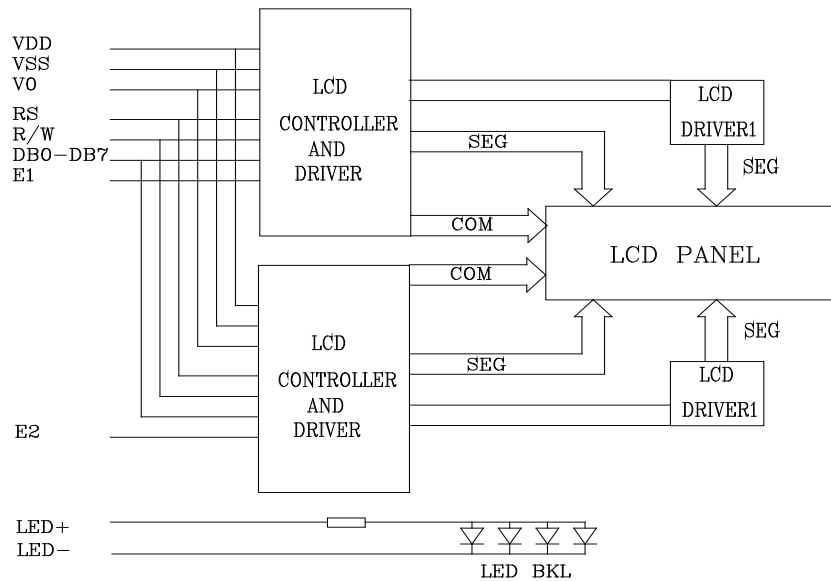 VDD
VSS
V0
RS
R/W
DB0-DB7
E1
LCD
CONTROLLER
AND
DRIVER
SEG
COM
LCD
DRIVER1
SEG
LCD PANEL
COM
SEG
LCD
CONTROLLER
AND
DRIVER
SEG
LCD
DRIVER1
E2
LED+
LED-
LED BKL